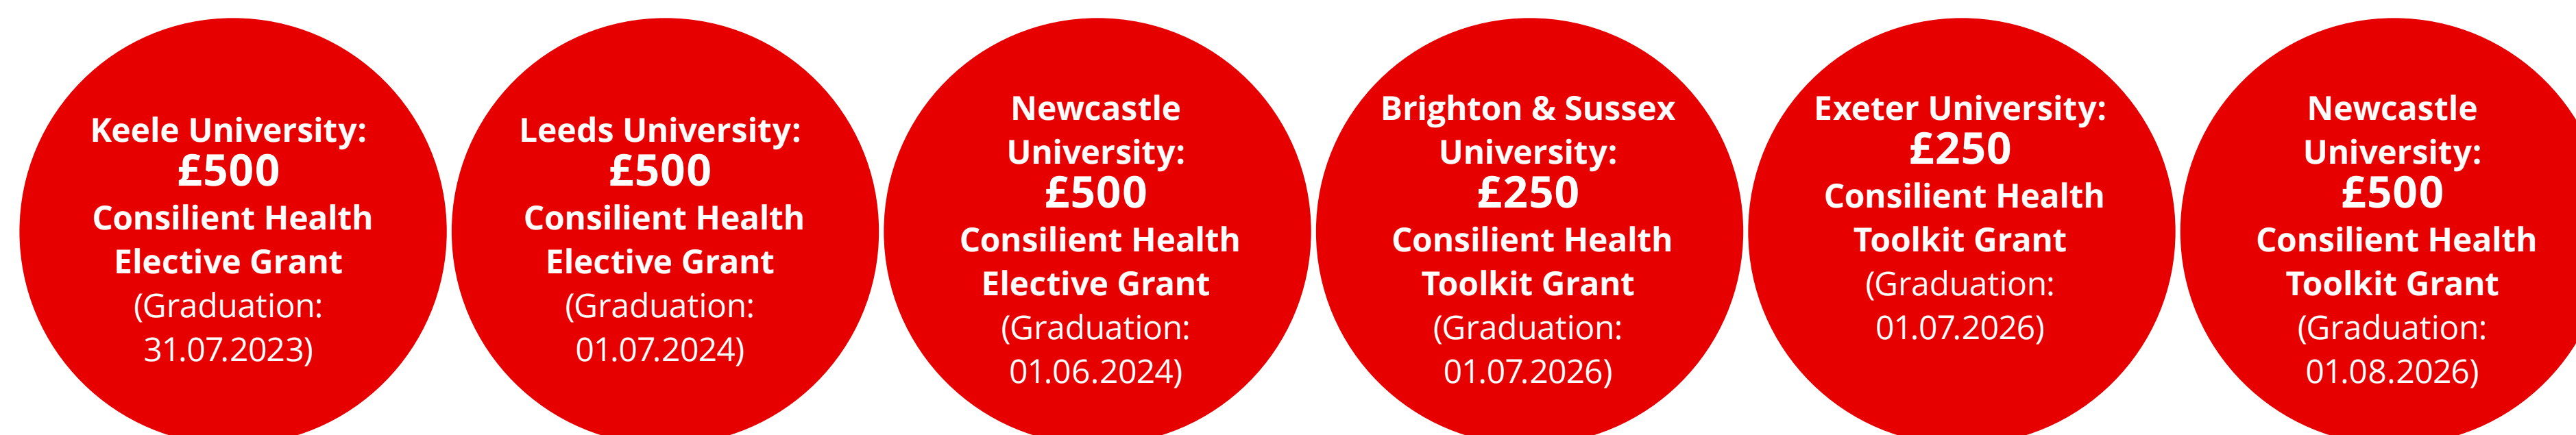 Keele University:
£500
Consilient Health
Elective Grant
(Graduation:
31.07.2023)
Leeds University:
£500
Consilient Health
Elective Grant
(Graduation:
01.07.2024)
Newcastle
University:
£500
Consilient Health
Elective Grant
(Graduation:
01.06.2024)
Brighton & Sussex
University:
£250
Consilient Health
Toolkit Grant
(Graduation:
01.07.2026)
Exeter University:
£250
Consilient Health
Toolkit Grant
(Graduation:
01.07.2026)
Newcastle
University:
£500
Consilient Health
Toolkit Grant
(Graduation:
01.08.2026)